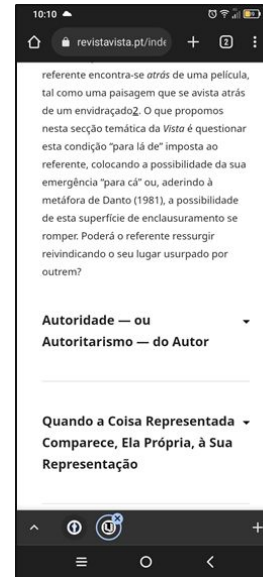 10:10
revistavista.pt/inde
2
referente encontra-se atrás de uma película,
tal como uma paisagem que se avista atrás
de um envidraçado2. O que propomos
nesta secção temática da Vista é questionar
esta condição “para lá de” imposta ao
referente, colocando a possibilidade da sua
emergência “para cá” ou, aderindo à
metáfora de Danto (1981), a possibilidade
de esta superfície de enclausuramento se
romper. Poderá o referente ressurgir
reivindicando o seu lugar usurpado por
outrem?
Autoridade — ou
Autoritarismo — do Autor
Quando a Coisa Representada
Comparece, Ela Própria, à Sua
Representação